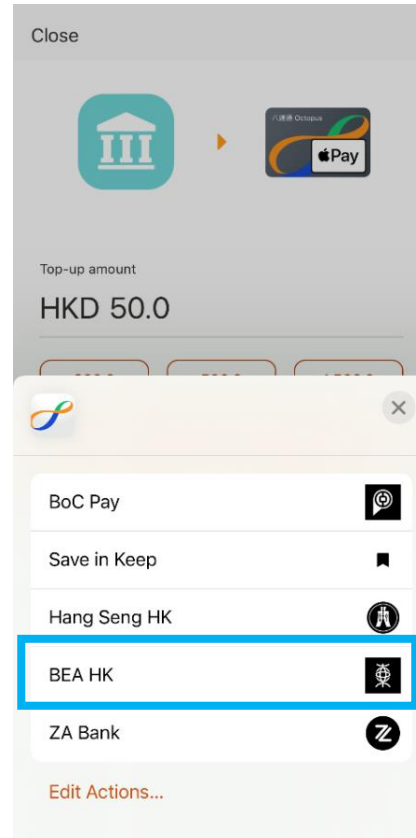 Close
八達通 Octopus
Pay
Top-up amount
HKD 50.0
BoC Pay
Save in Keep
Hang Seng HK
BEA HK
ZA Bank
Edit Actions...